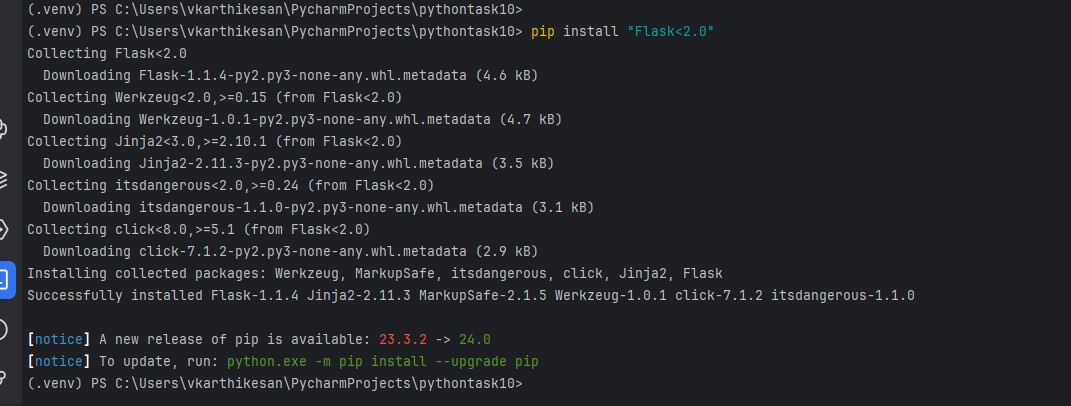 (.venv) PS C:\Users\vkarthikesan\PycharmProjects\pythontask10>
(.venv) PS C:\Users\vkarthikesan\PycharmProjects\pythontask10> pip install "Flask<2.0"
Collecting Flask<2.0
  Downloading Flask-1.1.4-py2.py3-none-any.whl.metadata (4.6 kB)
Collecting Werkzeug<2.0,>=0.15 (from Flask<2.0)
  Downloading Werkzeug-1.0.1-py2.py3-none-any.whl.metadata (4.7 kB)
Collecting Jinja2<3.0,>=2.10.1 (from Flask<2.0)
  Downloading Jinja2-2.11.3-py2.py3-none-any.whl.metadata (3.5 kB)
Collecting itsdangerous<2.0,>=0.24 (from Flask<2.0)
  Downloading itsdangerous-1.1.0-py2.py3-none-any.whl.metadata (3.1 kB)
Collecting click<8.0,>=5.1 (from Flask<2.0)
  Downloading click-7.1.2-py2.py3-none-any.whl.metadata (2.9 kB)
Installing collected packages: Werkzeug, MarkupSafe, itsdangerous, click, Jinja2, Flask
Successfully installed Flask-1.1.4 Jinja2-2.11.3 MarkupSafe-2.1.5 Werkzeug-1.0.1 click-7.1.2 itsdangerous-1.1.0
[notice] A new release of pip is available: 23.3.2 -> 24.0
[notice] To update, run: python.exe -m pip install --upgrade pip
(.venv) PS C:\Users\vkarthikesan\PycharmProjects\pythontask10>